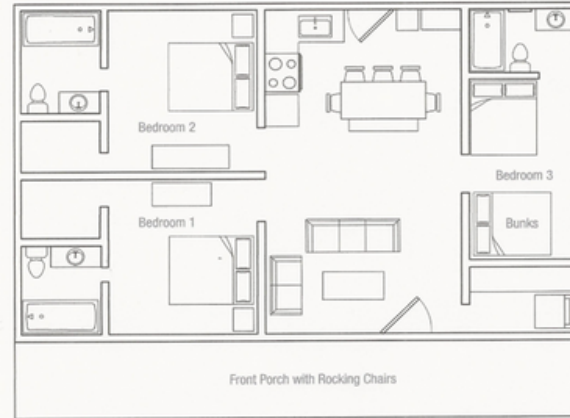 Bedroom 2
Bedroom 3
Bedroom 1
Bunks
Front Porch with Rocking Chairs